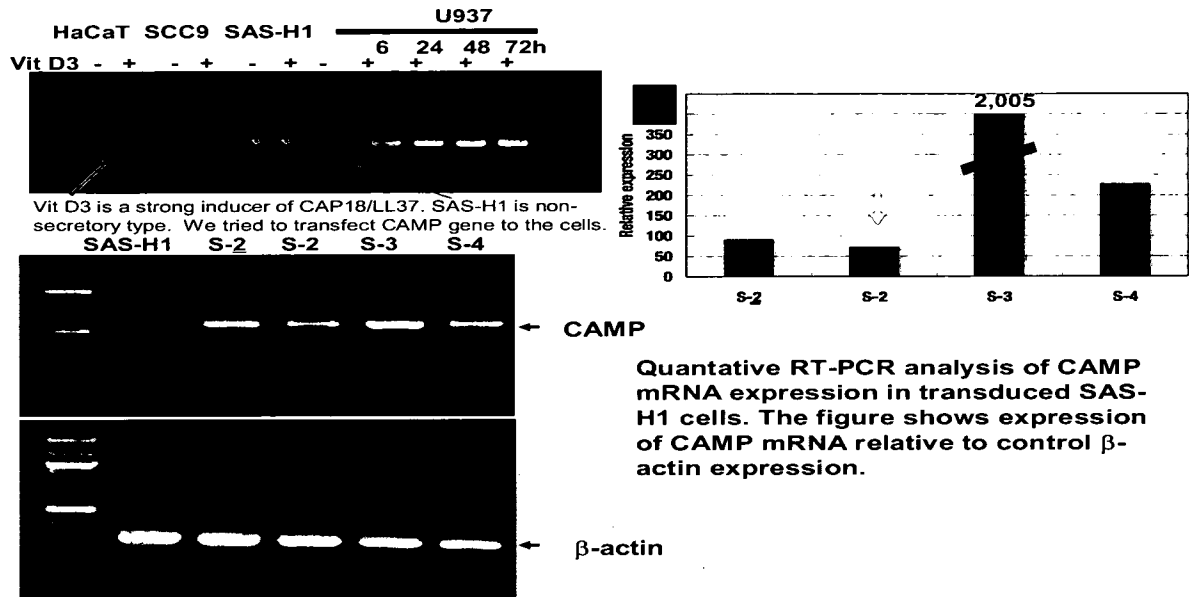 U937
HaCaT SCC9 SAS-H1
6 24 48 72h
Vit D3 - + - + - + - + + + +
Vit D3 is a strong inducer of CAP18/LL37. SAS-H1 is non-
secretory type. We tried to transfect CAMP gene to the cells.
SAS-H1 S-2 S-2 S-3 S-4
CAMP
β-actin
2,005
Relative expression
350
300
250
200
150
100
50
0
S-2 S-2 S-3 S-4
Quantative RT-PCR analysis of CAMP
mRNA expression in transduced SAS-
H1 cells. The figure shows expression
of CAMP mRNA relative to control β-
actin expression.